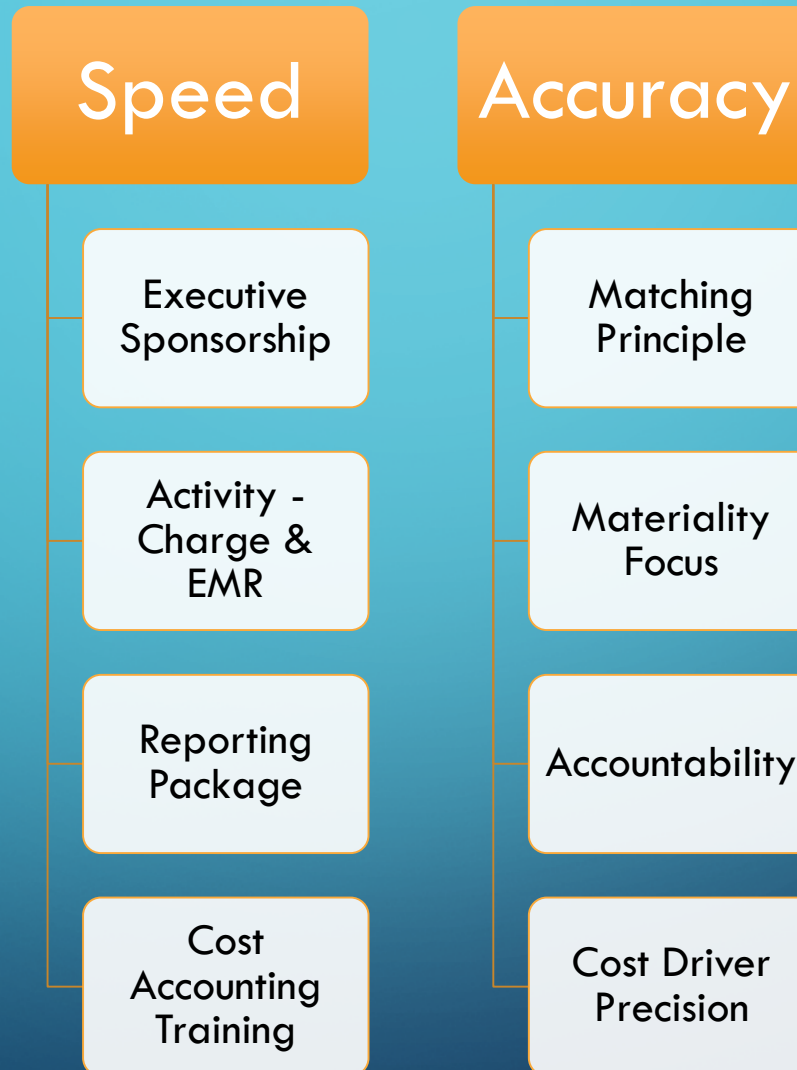 Speed
Executive
Sponsorship
Activity -
Charge &
EMR
Reporting
Package
Cost
Accounting
Training
Accuracy
Matching
Principle
Materiality
Focus
Accountability
Cost Driver
Precision